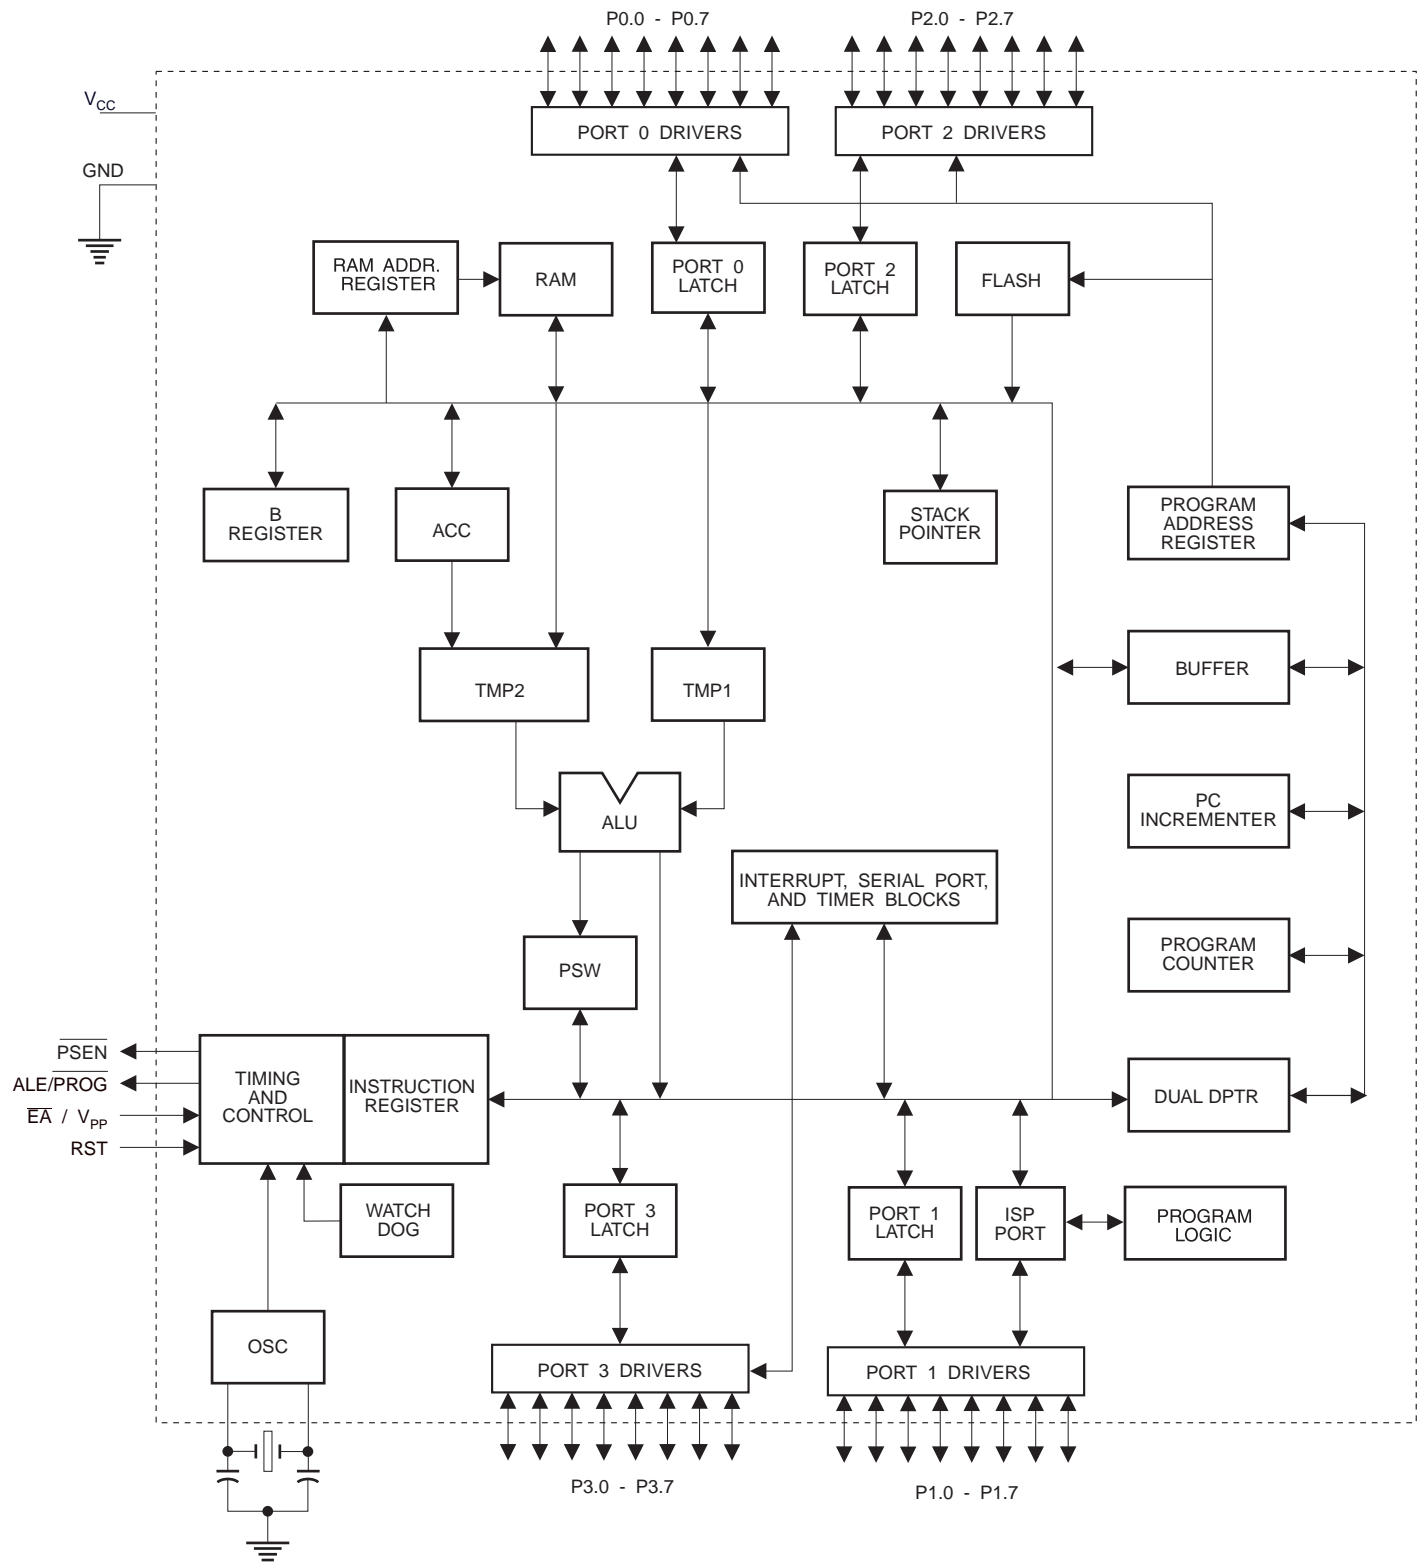 P0.0 - P0.7
P2.0 - P2.7
VCC
PORT 0 DRIVERS
PORT 2 DRIVERS
GND
RAM ADDR.
REGISTER
RAM
PORT 0
LATCH
PORT 2
LATCH
FLASH
B
REGISTER
ACC
STACK
POINTER
PROGRAM
ADDRESS
REGISTER
TMP2
TMP1
BUFFER
ALU
PC
INCREMENTER
INTERRUPT, SERIAL PORT,
AND TIMER BLOCKS
PSW
PROGRAM
COUNTER
PSEN
ALE/PROG
EA / VPP
RST
TIMING
AND
CONTROL
INSTRUCTION
REGISTER
DUAL DPTR
WATCH
DOG
PORT 3
LATCH
PORT 1
LATCH
ISP
PORT
PROGRAM
LOGIC
OSC
PORT 3 DRIVERS
PORT 1 DRIVERS
P3.0 - P3.7
P1.0 - P1.7